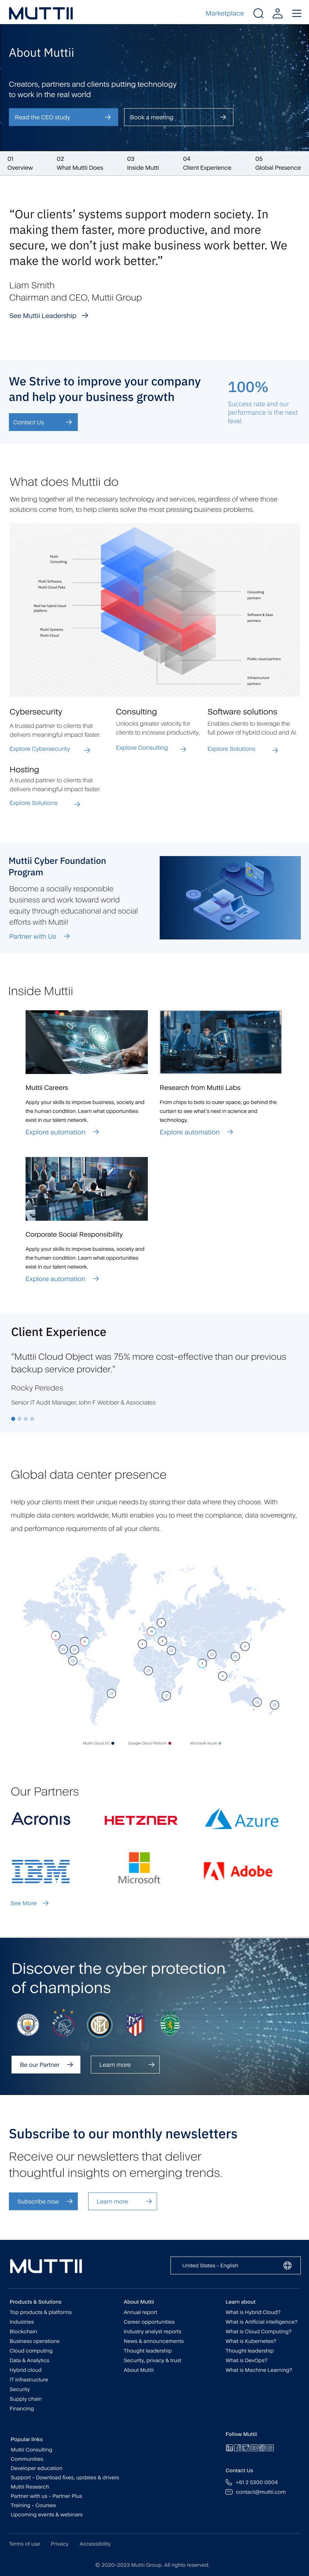 MUTTII
Marketplace
About Muttii
Creators, partners and clients putting technology
to work in the real world
Read the CEO study
Book a meeting
01
Overview
02
What Muttii Does
03
Inside Mutti
04
Client Experience
05
Global Presence
“Our clients’ systems support modern society. In
making them faster, more productive, and more
secure, we don’t just make business work better. We
make the world work better.”
Liam Smith
Chairman and CEO, Muttii Group
See Muttii Leadership
We Strive to improve your company
and help your business growth
Contact Us
100%
Success rate and our
performance is the next
level
What does Muttii do
We bring together all the necessary technology and services, regardless of where those
solutions come from, to help clients solve the most pressing business problems.
Mutti
Consulting
Mutti Software,
Mutti Cloud Paks
Red hat hybrid cloud
platform
Mutti Systems
Mutti Cloud
Consulting
partners
Software & Saas
partners
Public cloud partners
Infrastructure
partners
Cybersecurity
A trusted partner to clients that
delivers meaningful impact faster.
Explore Cybersecurity
Consulting
Unlocks greater velocity for
clients to increase productivity,
Explore Consulting
Software solutions
Enables clients to leverage the
full power of hybrid cloud and AI.
Explore Solutions
Hosting
A trusted partner to clients that
delivers meaningful impact faster.
Explore Solutions
Muttii Cyber Foundation
Program
Become a socially responsible
business and work toward world
equity through educational and social
efforts with Muttii!
Partner with Us
Inside Muttii
Muttii Careers
Apply your skills to improve business, society and
the human condition. Learn what opportunities
exist in our talent network.
Explore automation
Research from Muttii Labs
From chips to bots to outer space, go behind the
curtain to see what’s next in science and
technology.
Explore automation
Corporate Social Responsibility
Apply your skills to improve business, society and
the human condition. Learn what opportunities
exist in our talent network.
Explore automation
Client Experience
“Muttii Cloud Object was 75% more cost-effective than our previous
backup service provider.”
Rocky Peredes
Senior IT Audit Manager, John F Webber & Associates
Global data center presence
Help your clients meet their unique needs by storing their data where they choose. With
multiple data centers worldwide, Muttii enables you to meet the compliance, data sovereignty,
and performance requirements of all your clients.
Muttii Cloud DC
Google Cloud Platform
Microsoft Azure
Our Partners
Acronis
HETZNER
Azure
IBM
Microsoft
Adobe
See More
Discover the cyber protection
of champions
Be our Partner
Learn more
Subscribe to our monthly newsletters
Receive our newsletters that deliver
thoughtful insights on emerging trends.
Subscribe now
Learn more
MUTTII
United States - English
Products & Solutions
Top products & platforms
Industries
Blockchain
Business operations
Cloud computing
Data & Analytics
Hybrid cloud
IT infrastructure
Security
Supply chain
Financing
About Muttii
Annual report
Career opportunities
Industry analyst reports
News & announcements
Thought leadership
Security, privacy & trust
About Muttii
Learn about
What is Hybrid Cloud?
What is Artificial intelligence?
What is Cloud Computing?
What is Kubernetes?
Thought leadership
What is DevOps?
What is Machine Learning?
Popular links
Muttii Consulting
Communities
Developer education
Support - Download fixes, updates & drivers
Muttii Research
Partner with us - Partner Plus
Training - Courses
Upcoming events & webinars
Follow Muttii
Contact Us
+61 2 5300 0004
contact@muttii.com
Terms of use
Privacy
Accessibility
© 2020-2023 Muttii Group. All rights reserved.